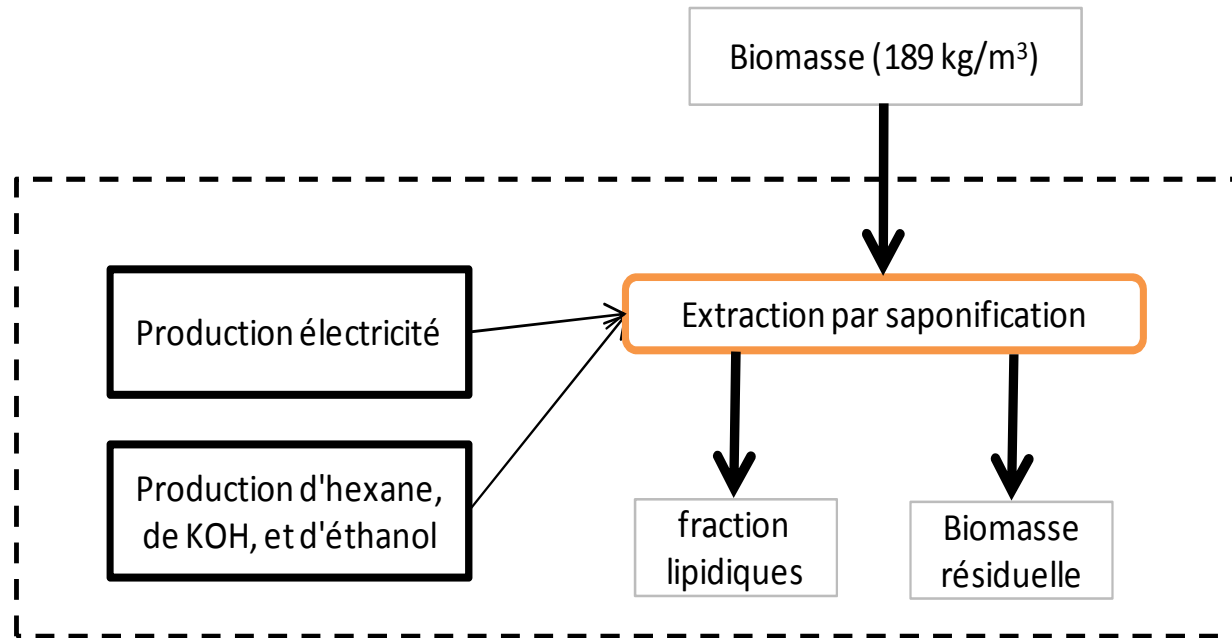 Biomasse (189 kg/m³)
Production électricité
Extraction par saponification
Production d'hexane,
de KOH, et d'éthanol
fraction
lipidiques
Biomasse
résiduelle